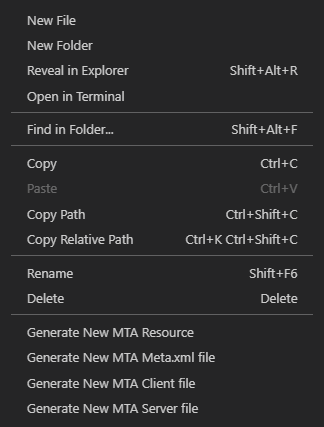 New File
New Folder
Reveal in Explorer Shift+Alt+R
Open in Terminal
Find in Folder... Shift+Alt+F
Copy Ctrl+C
Paste Ctrl+V
Copy Path Ctrl+Shift+C
Copy Relative Path Ctrl+K Ctrl+Shift+C
Rename Shift+F6
Delete Delete
Generate New MTA Resource
Generate New MTA Meta.xml file
Generate New MTA Client file
Generate New MTA Server file